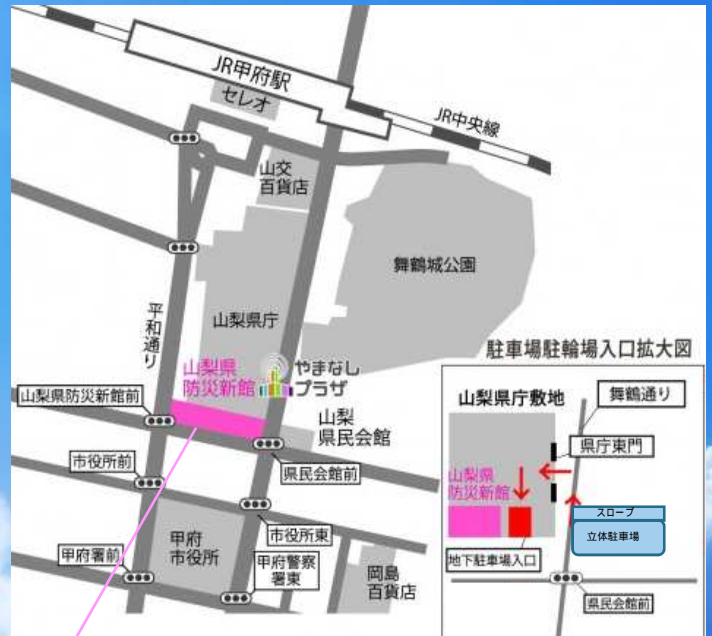 JR甲府駅
セレオ
JR中央線
山交
百貨店
舞鶴城公園
平和通り
山梨県庁
山梨県
防災新館
やまなし
プラザ
山梨県防災新館前
山梨
県民会館
県民会館前
市役所前
市役所東
甲府
市役所
甲府署前
甲府警察
署東
岡島
百貨店
駐車場駐輪場入口拡大図
山梨県庁敷地
舞鶴通り
県庁東門
山梨県
防災新館
スロープ
立体駐車場
地下駐車場入口
県民会館前